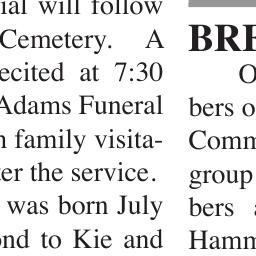 ial will follow
Cemetery. A
ecited at 7:30
Adams Funeral
family visita-
er the service.
was born July
ond to Kie and
BRE
O
bers o
Comm
group
bers
Hamm